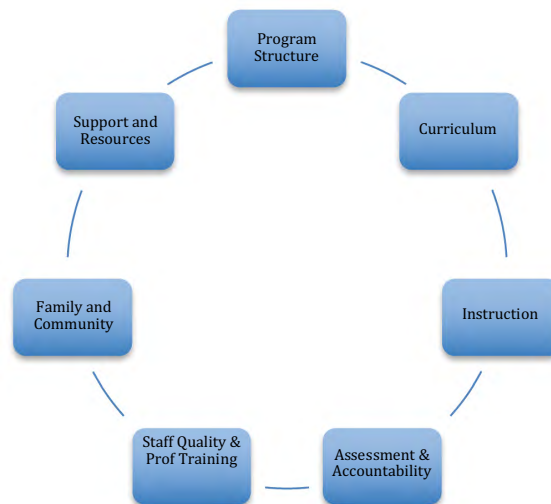 Program
Structure
Curriculum
Instruction
Assessment &
Accountability
Staff Quality &
Prof Training
Family and
Community
Support and
Resources